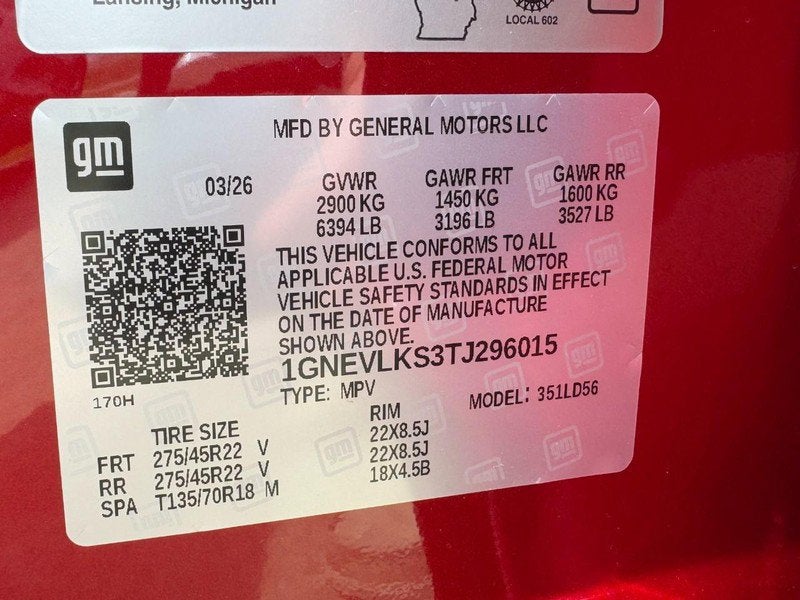 Lansing, Michigan
LOCAL 602
gm
MFD BY GENERAL MOTORS LLC
03/26
GVWR GAWR FRT GAWR RR
2900 KG 1450 KG 1600 KG
6394 LB 3196 LB 3527 LB
THIS VEHICLE CONFORMS TO ALL
APPLICABLE U.S. FEDERAL MOTOR
VEHICLE SAFETY STANDARDS IN EFFECT
ON THE DATE OF MANUFACTURE
SHOWN ABOVE.
1GNEVLKS3TJ296015
170H
TYPE: MPV MODEL: 351LD56
TIRE SIZE RIM
FRT 275/45R22 V 22X8.5J
RR 275/45R22 V 22X8.5J
SPA T135/70R18 M 18X4.5B